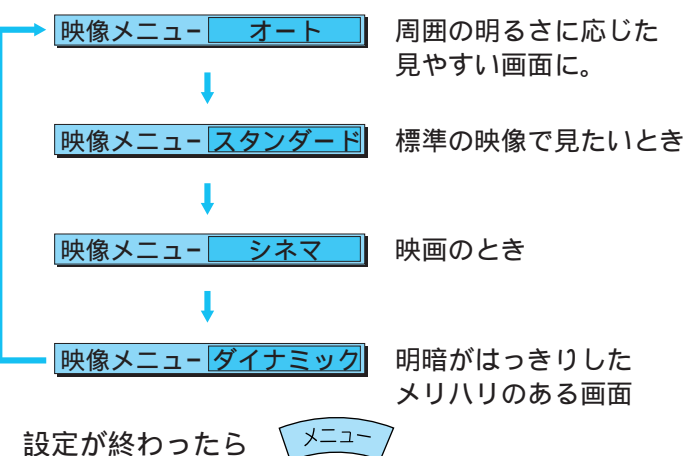 映像メニュー オート 周囲の明るさに応じた
見やすい画面に。
映像メニュー スタンダード 標準の映像で見たいとき
映像メニュー シネマ 映画のとき
映像メニュー ダイナミック 明暗がはっきりした
メリハリのある画面
設定が終わったら メニュー